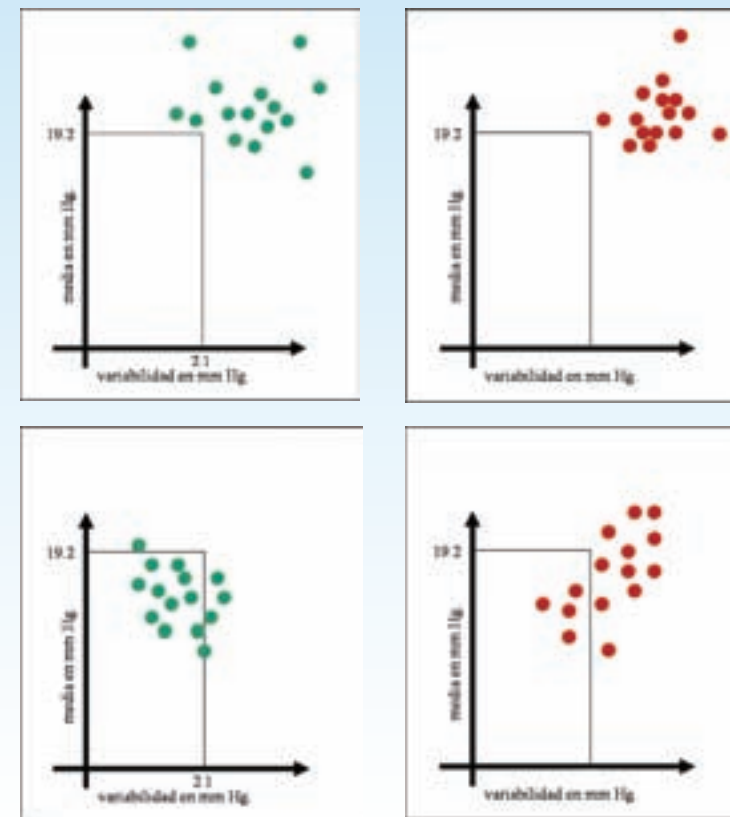 19.2
media en mm Hg.
2.1
variabilidad en mm Hg.
19.2
media en mm Hg.
variabilidad en mm Hg.
19.2
media en mm Hg.
2.1
variabilidad en mm Hg.
19.2
media en mm Hg.
variabilidad en mm Hg.